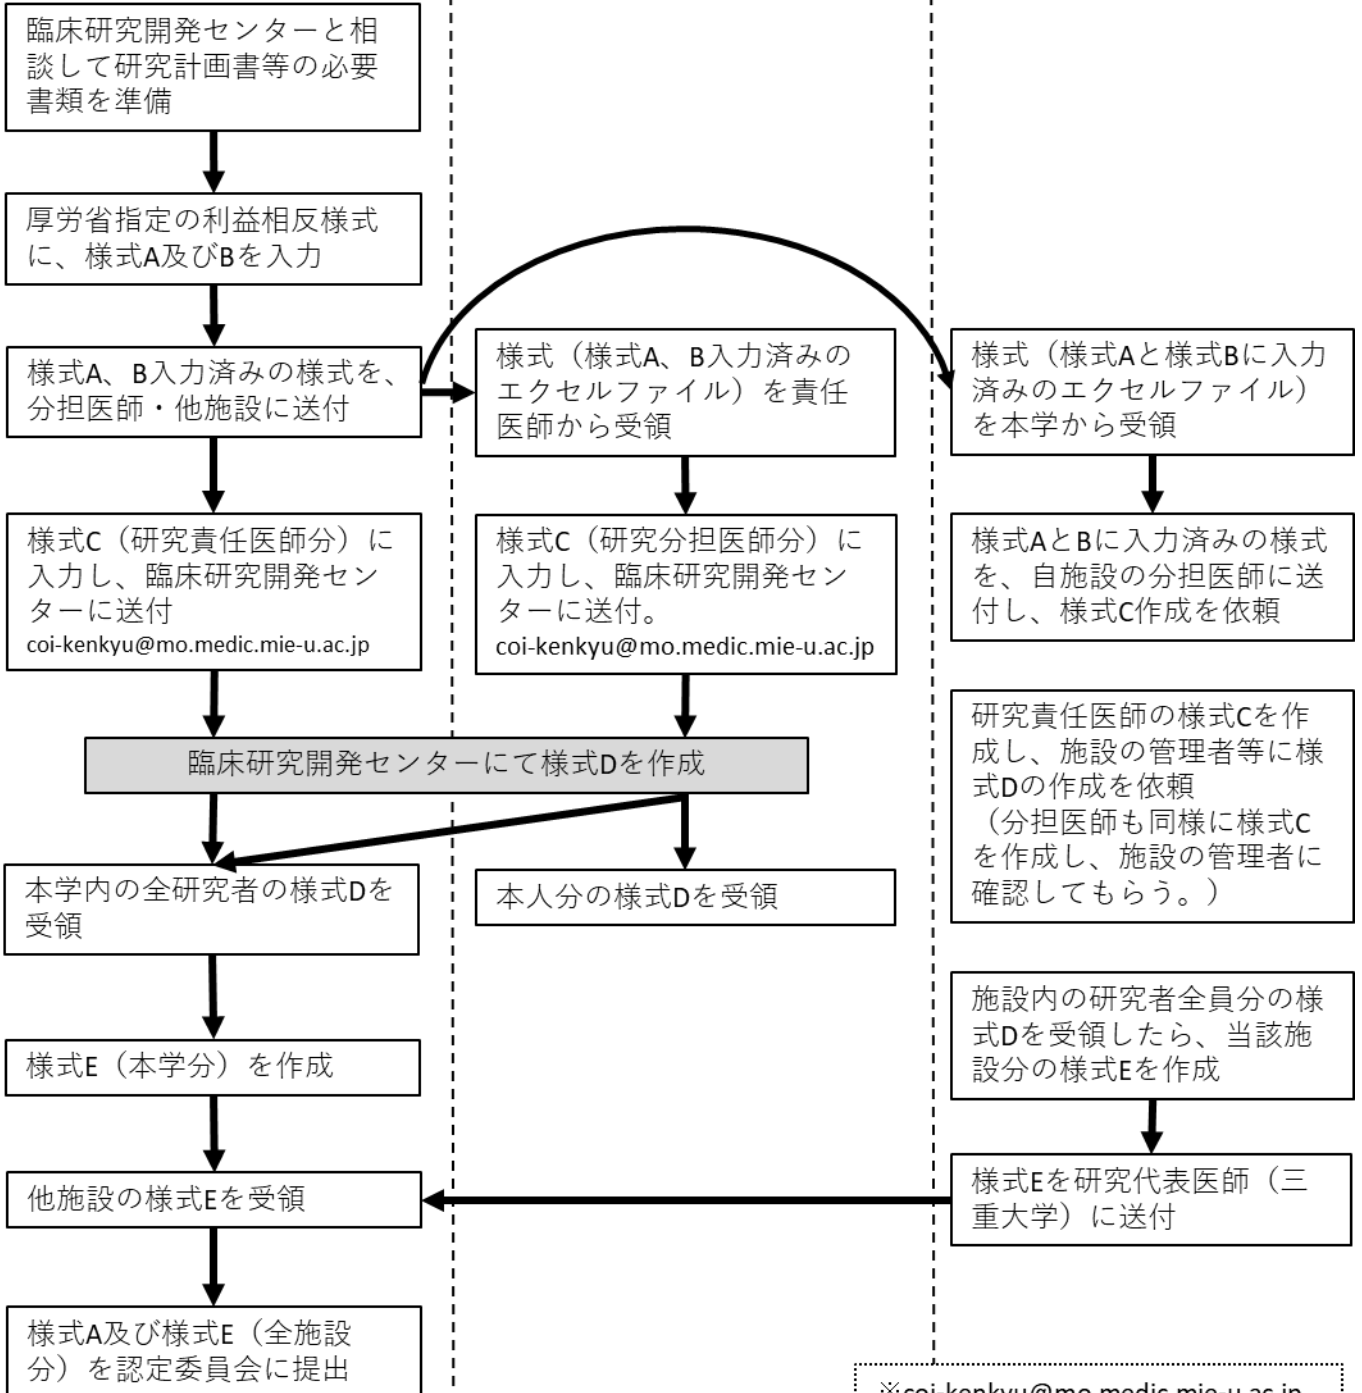 臨床研究開発センターと相
談して研究計画書等の必要
書類を準備
厚労省指定の利益相反様式
に、様式A及びBを入力
様式A、B入力済みの様式を、
分担医師・他施設に送付
様式（様式A、B入力済みの
エクセルファイル）を責任
医師から受領
様式（様式Aと様式Bに入力
済みのエクセルファイル）
を本学から受領
様式C（研究責任医師分）に
入力し、臨床研究開発セン
ターに送付
coi-kenkyu@mo.medic.mie-u.ac.jp
様式C（研究分担医師分）に
入力し、臨床研究開発セン
ターに送付。
coi-kenkyu@mo.medic.mie-u.ac.jp
様式AとBに入力済みの様式
を、自施設の分担医師に送
付し、様式C作成を依頼
臨床研究開発センターにて様式Dを作成
研究責任医師の様式Cを作
成し、施設の管理者等に様
式Dの作成を依頼
（分担医師も同様に様式C
を作成し、施設の管理者に
確認してもらう。）
本学内の全研究者の様式Dを
受領
本人分の様式Dを受領
施設内の研究者全員分の様
式Dを受領したら、当該施
設分の様式Eを作成
様式E（本学分）を作成
他施設の様式Eを受領
様式Eを研究代表医師（三
重大学）に送付
様式A及び様式E（全施設
分）を認定委員会に提出
※coi-kenkyu@mo.medic.mie-u.ac.jp